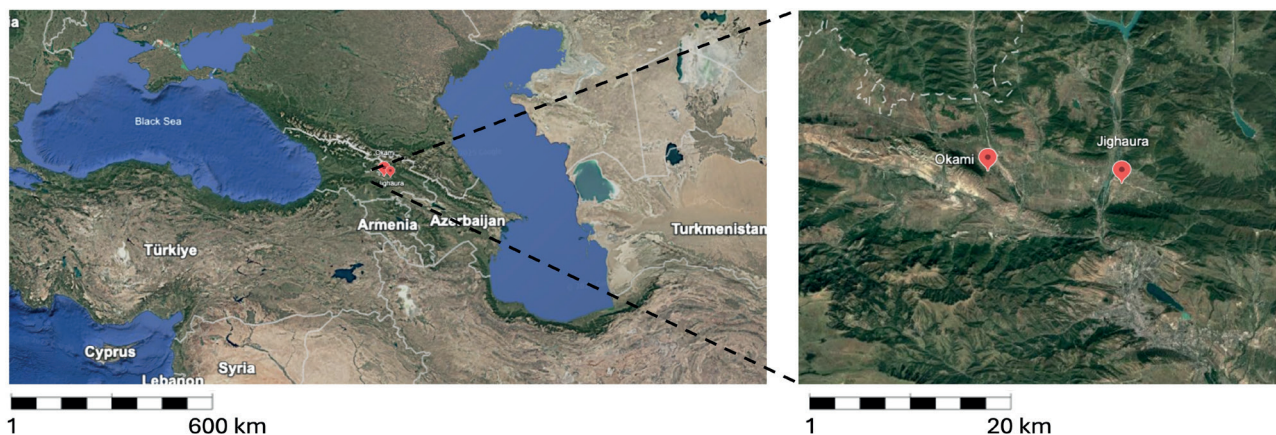 ia
Black Sea
Okami
Jighaura
Armenia
Azerbaijan
Turkmenistan
Türkiye
Cyprus
Syria
Lebanon
1 600 km
Jighaura
Okami
1 20 km